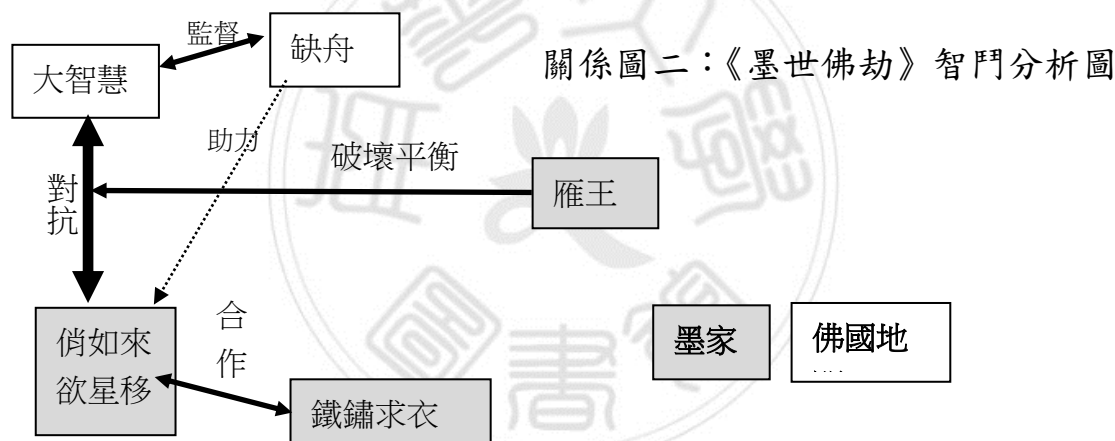 監督
缺舟
大智慧
關係圖二：《墨世佛劫》智鬥分析圖
助力
破壞平衡
雁王
對抗
俏如來
欲星移
合作
鐵鏽求衣
墨家
佛國地